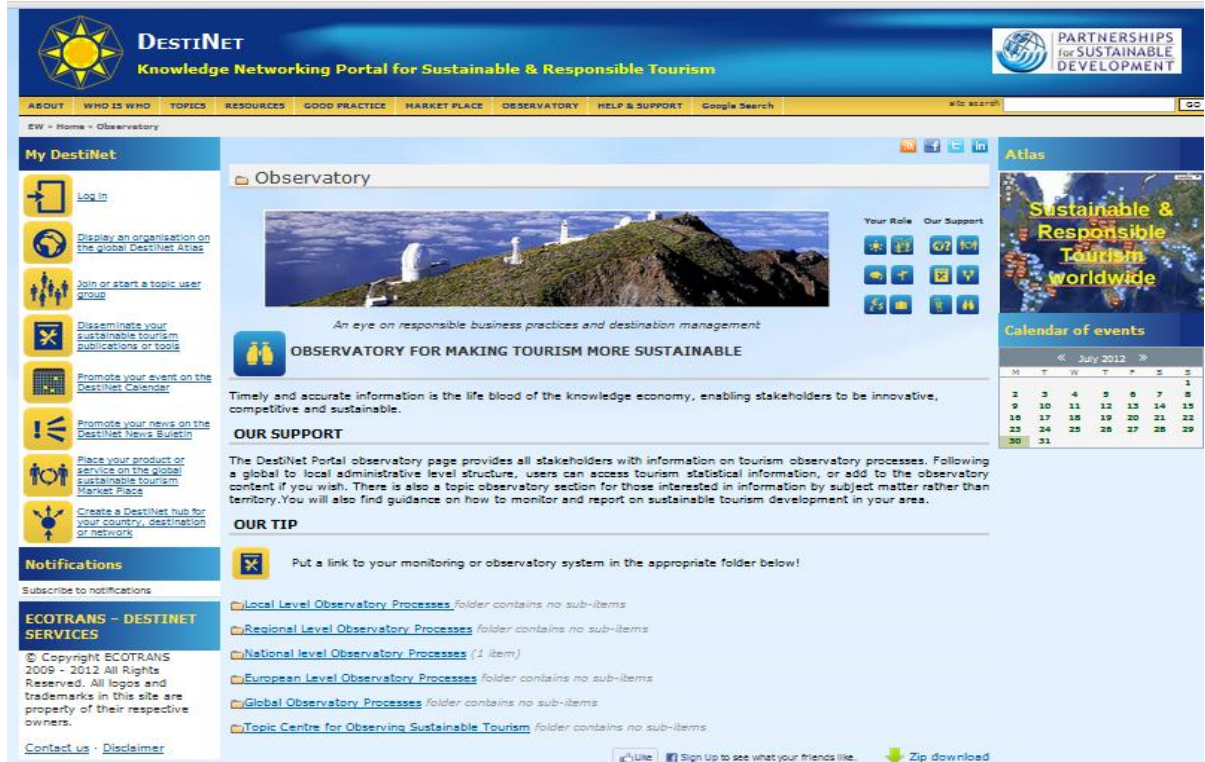 DESTINET
Knowledge Networking Portal for Sustainable & Responsible Tourism
PARTNERSHIPS
for SUSTAINABLE
DEVELOPMENT
ABOUT WHO IS WHO TOPICS RESOURCES GOOD PRACTICE MARKET PLACE OBSERVATORY HELP & SUPPORT Google Search site search GO
EW » Home » Observatory
My DestiNet
Log in
Display an organisation on
the global DestiNet Atlas
Join or start a topic user
group
Disseminate your
sustainable tourism
publications or tools
Promote your event on the
DestiNet Calendar
Promote your news on the
DestiNet News Buletin
Place your product or
service on the global
sustainable tourism
Market Place
Create a DestiNet hub for
your country, destination
or network
Notifications
Subscribe to notifications
ECOTRANS – DESTINET
SERVICES
© Copyright ECOTRANS
2009 - 2012 All Rights
Reserved. All logos and
trademarks in this site are
property of their respective
owners.
Contact us · Disclaimer
Observatory
Your Role Our Support
An eye on responsible business practices and destination management
OBSERVATORY FOR MAKING TOURISM MORE SUSTAINABLE
Timely and accurate information is the life blood of the knowledge economy, enabling stakeholders to be innovative,
competitive and sustainable.
OUR SUPPORT
The DestiNet Portal observatory page provides all stakeholders with information on tourism observation processes. Following
a global to local administrative level structure, users can access tourism statistical information, or add to the observatory
content if you wish. There is also a topic observatory section for those interested in information by subject matter rather than
territory.You will also find guidance on how to monitor and report on sustainable tourism development in your area.
OUR TIP
Put a link to your monitoring or observatory system in the appropriate folder below!
Local Level Observatory Processes folder contains no sub-items
Regional Level Observatory Processes folder contains no sub-items
National level Observatory Processes (1 item)
European Level Observatory Processes folder contains no sub-items
Global Observatory Processes folder contains no sub-items
Topic Centre for Observing Sustainable Tourism folder contains no sub-items
Like Sign Up to see what your friends like. Zip download
Atlas
Sustainable &
Responsible
Tourism
worldwide
Calendar of events
« July 2012 »
M T W T F S S
1
2 3 4 5 6 7 8
9 10 11 12 13 14 15
16 17 18 19 20 21 22
23 24 25 26 27 28 29
30 31